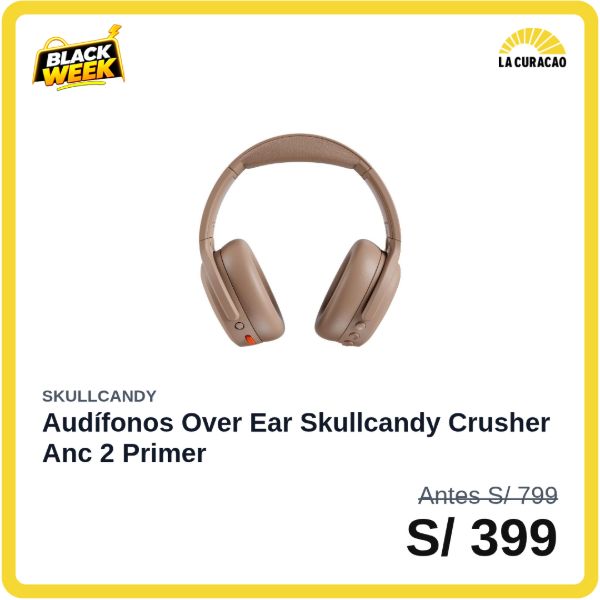 BLACK
WEEK
LA CURACAO
SKULLCANDY
Audífonos Over Ear Skullcandy Crusher
Anc 2 Primer
Antes S/ 799
S/ 399